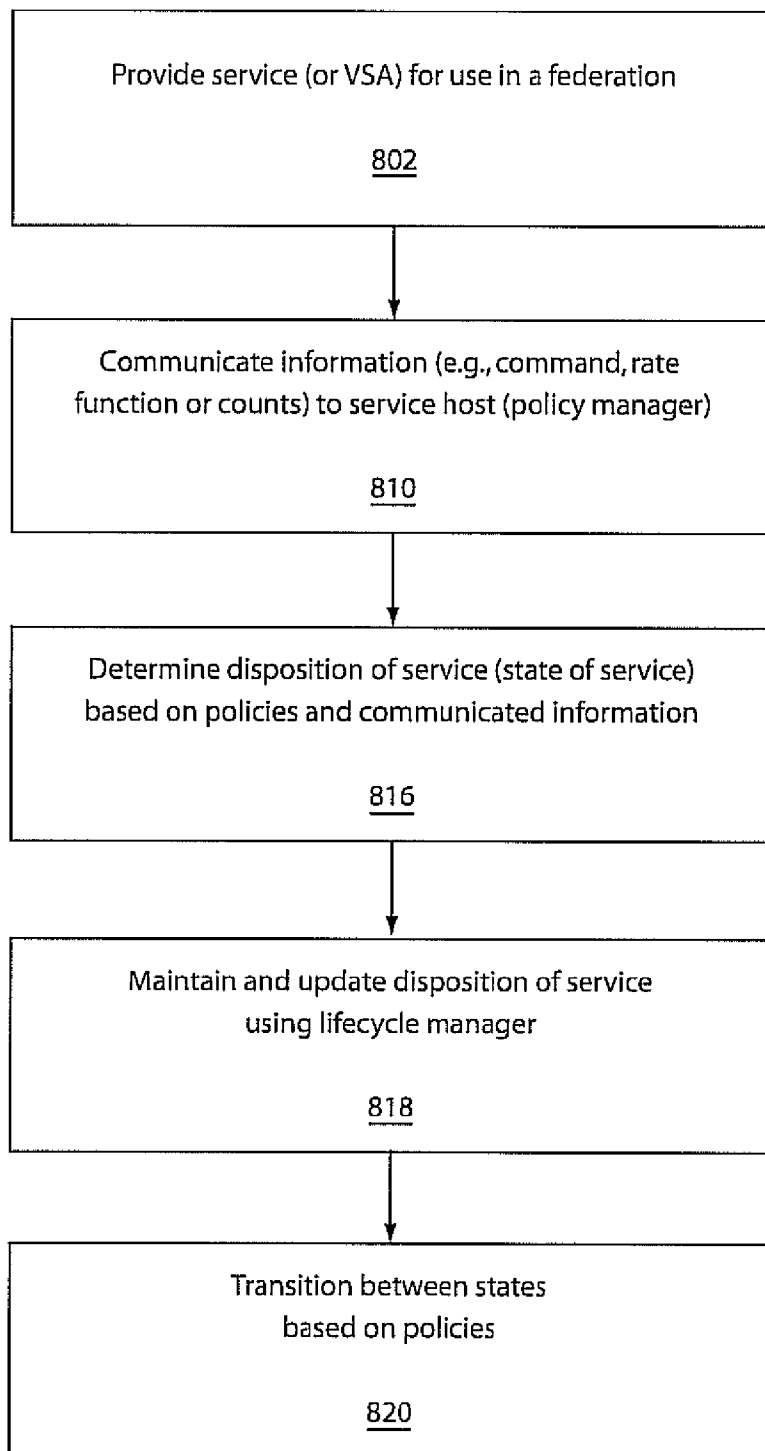 Provide service (or VSA) for use in a federation
802
Communicate information (e.g., command, rate
function or counts) to service host (policy manager)
810
Determine disposition of service (state of service)
based on policies and communicated information
816
Maintain and update disposition of service
using lifecycle manager
818
Transition between states
based on policies
820